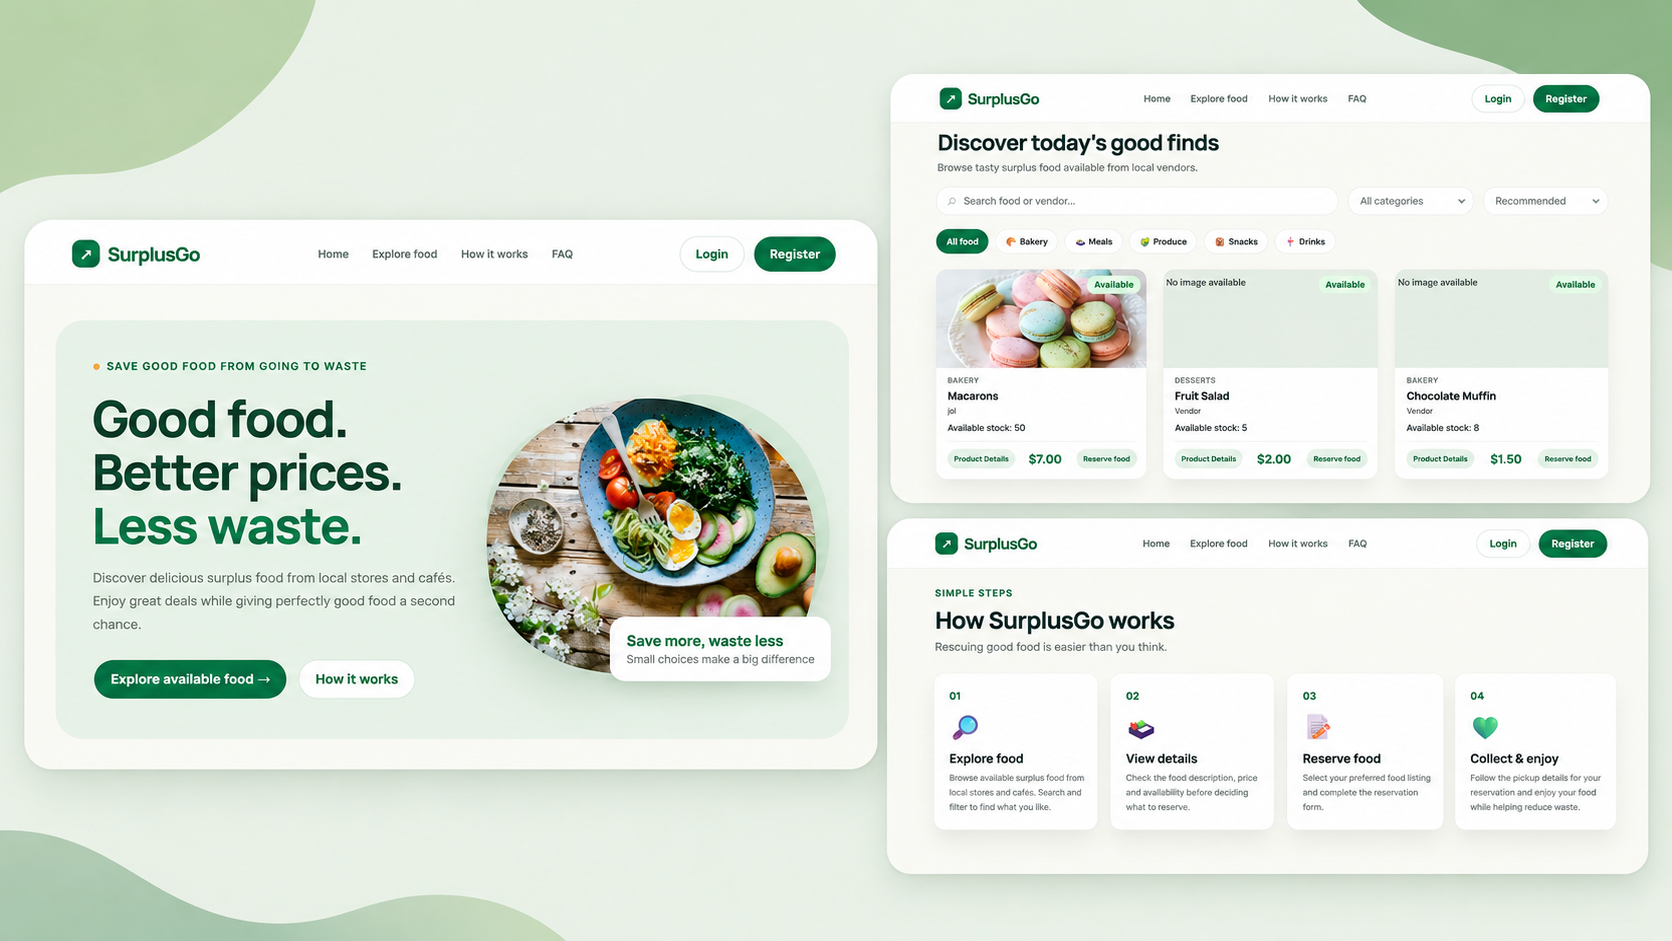 SurplusGo
Home Explore food How it works FAQ
Login Register
SAVE GOOD FOOD FROM GOING TO WASTE
Good food.
Better prices.
Less waste.
Discover delicious surplus food from local stores and cafés.
Enjoy great deals while giving perfectly good food a second
chance.
Explore available food → How it works
Save more, waste less
Small choices make a big difference
SurplusGo
Home Explore food How it works FAQ
Login Register
Discover today's good finds
Browse tasty surplus food available from local vendors.
Search food or vendor...
All categories
Recommended
All food Bakery Meals Produce Snacks Drinks
Available
BAKERY
Macarons
jol
Available stock: 50
Product Details $7.00 Reserve food
No image available
Available
DESSERTS
Fruit Salad
Vendor
Available stock: 5
Product Details $2.00 Reserve food
No image available
Available
BAKERY
Chocolate Muffin
Vendor
Available stock: 8
Product Details $1.50 Reserve food
SurplusGo
Home Explore food How it works FAQ
Login Register
SIMPLE STEPS
How SurplusGo works
Rescuing good food is easier than you think.
01
Explore food
Browse available surplus food from
local stores and cafés. Search and
filter to find what you like.
02
View details
Check the food description, price
and availability before deciding
what to reserve.
03
Reserve food
Select your preferred food listing
and complete the reservation
form.
04
Collect & enjoy
Follow the pickup details for your
reservation and enjoy your food
while helping reduce waste.